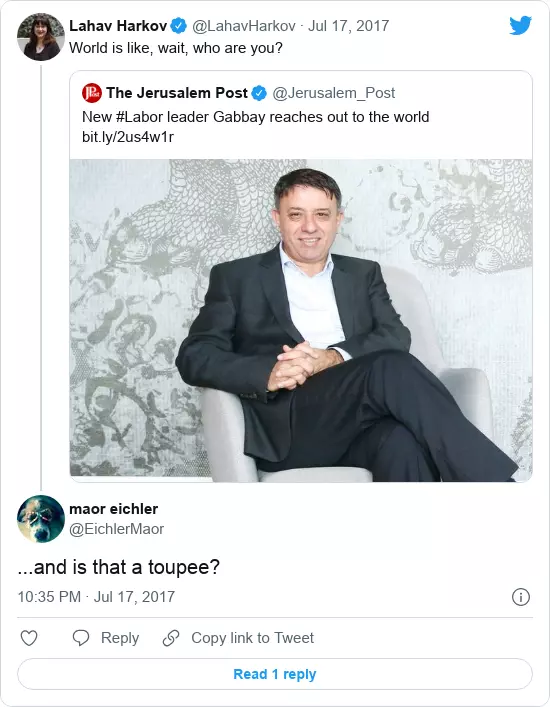 Lahav Harkov @LahavHarkov · Jul 17, 2017
World is like, wait, who are you?
JPost
The Jerusalem Post @Jerusalem_Post
New #Labor leader Gabbay reaches out to the world
bit.ly/2us4w1r
maor eichler
@EichlerMaor
...and is that a toupee?
10:35 PM · Jul 17, 2017
Reply
Copy link to Tweet
Read 1 reply